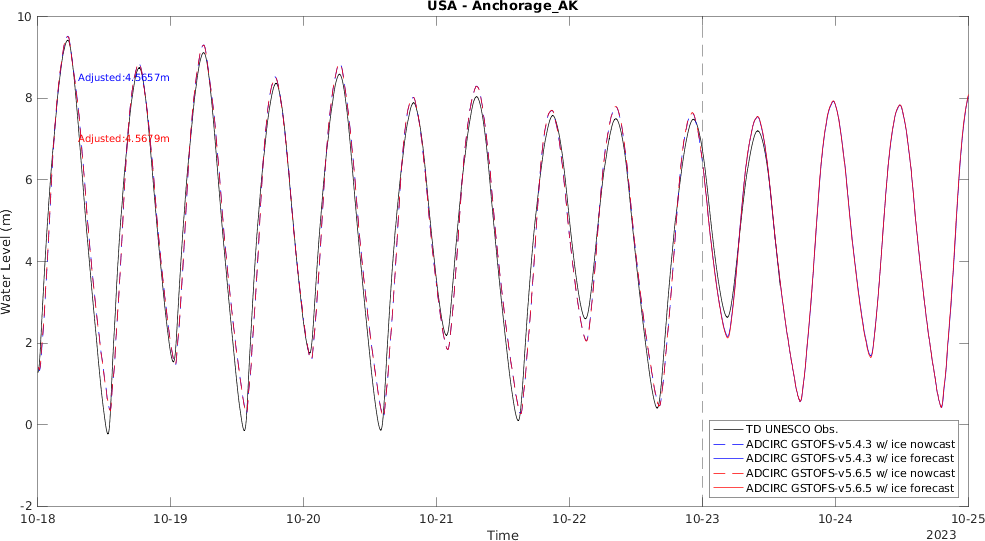 USA - Anchorage_AK
10
8
6
4
2
0
-2
Water Level (m)
Adjusted:4.5657m
Adjusted:4.5679m
TD UNESCO Obs.
ADCIRC GSTOFS-v5.4.3 w/ ice nowcast
ADCIRC GSTOFS-v5.4.3 w/ ice forecast
ADCIRC GSTOFS-v5.6.5 w/ ice nowcast
ADCIRC GSTOFS-v5.6.5 w/ ice forecast
10-18 10-19 10-20 10-21 10-22 10-23 10-24 10-25
Time
2023